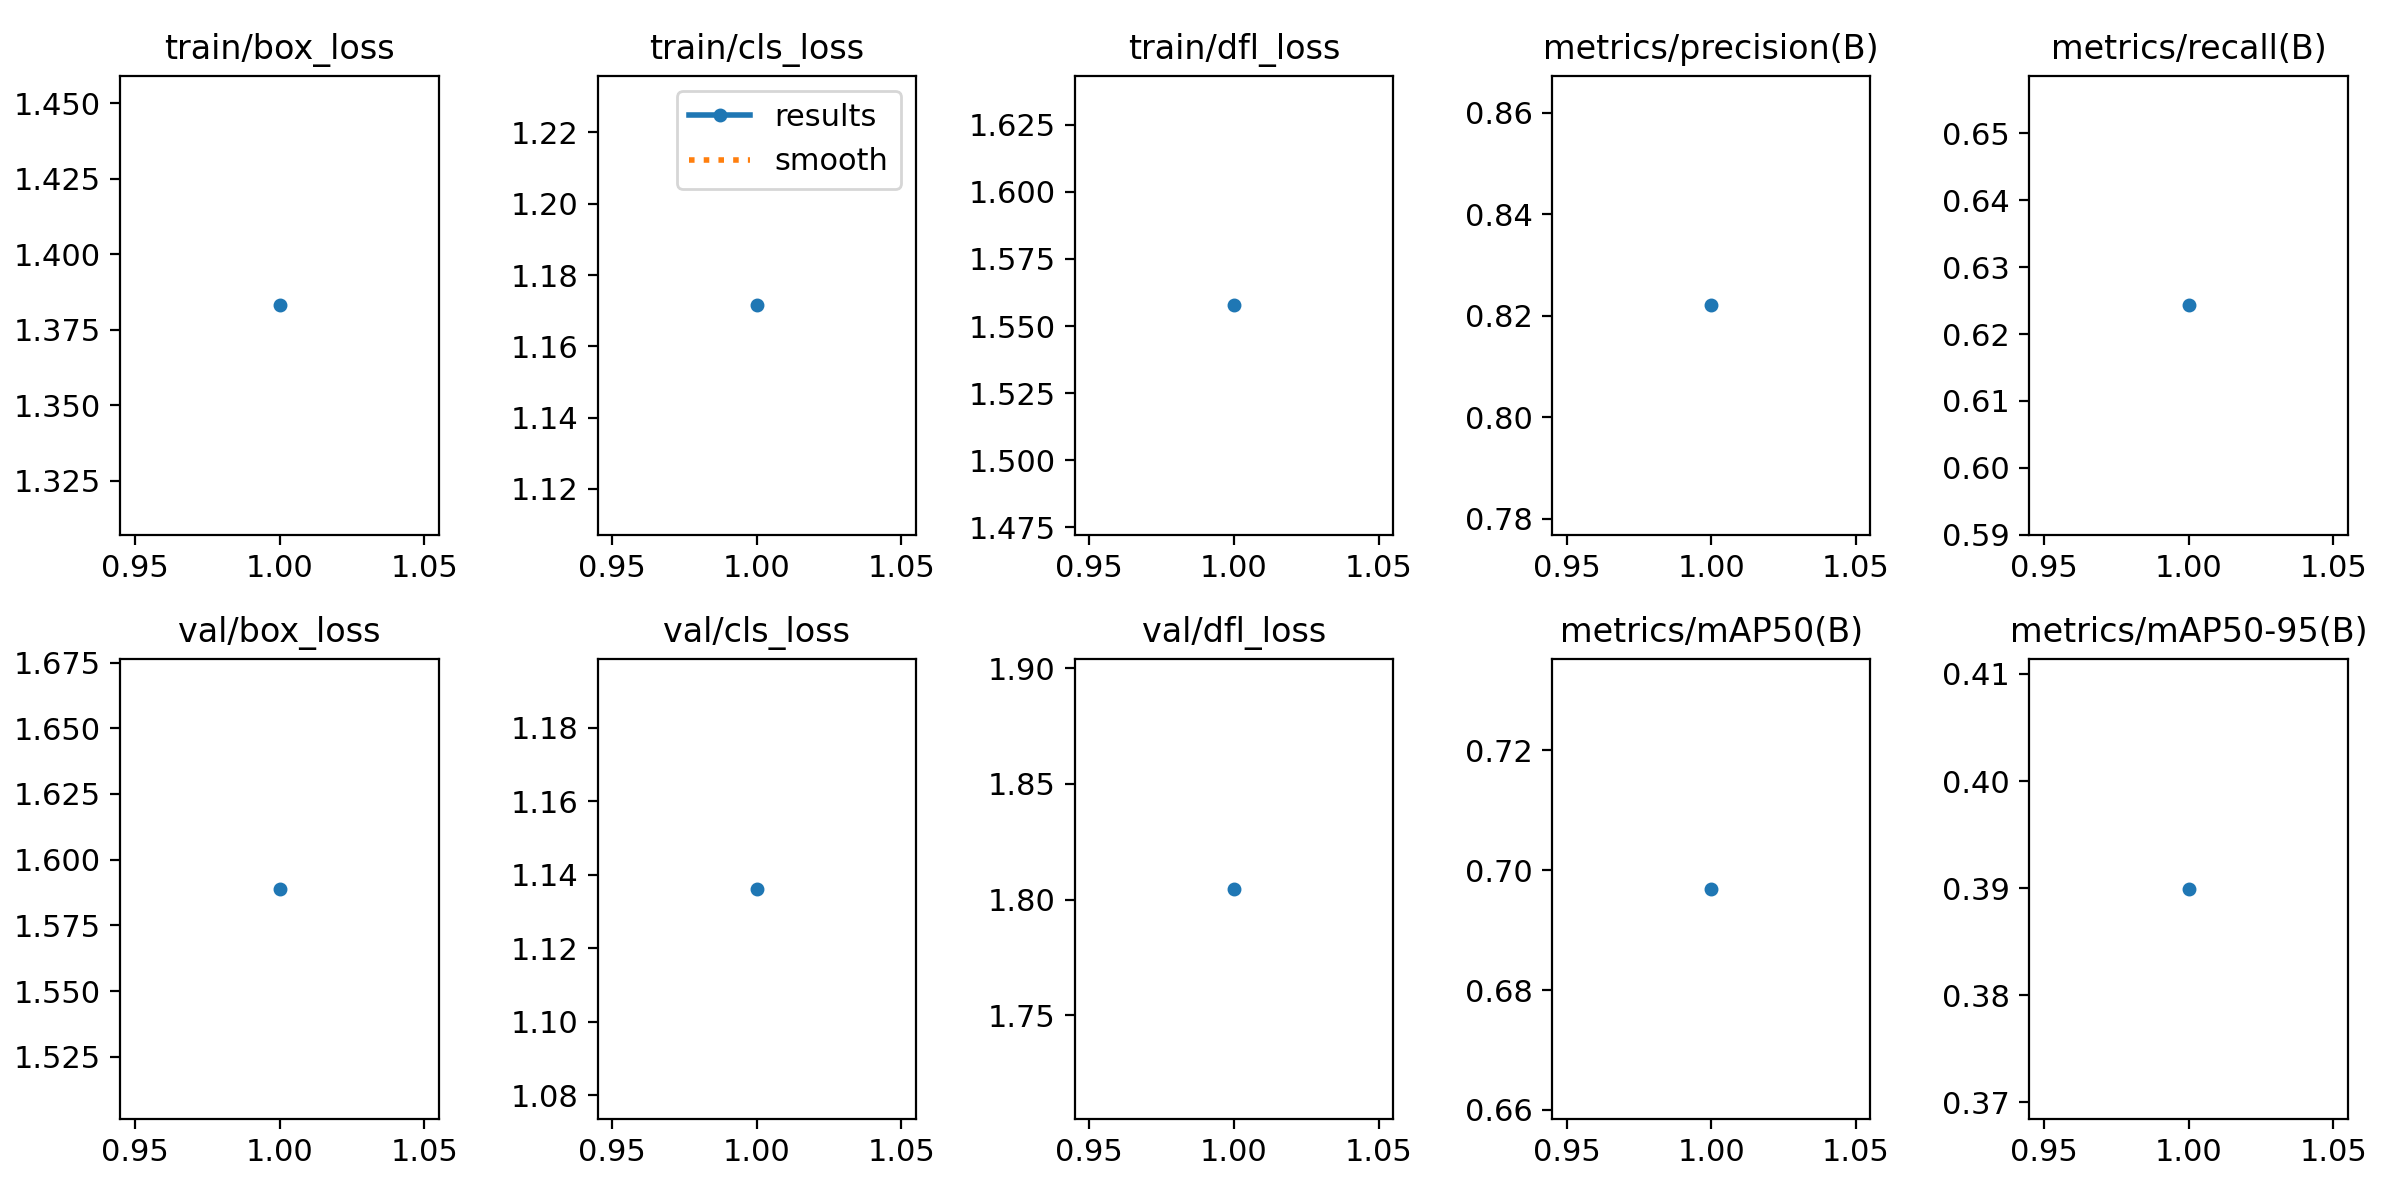 train/box_loss
1.450
1.425
1.400
1.375
1.350
1.325
0.95 1.00 1.05
train/cls_loss
results
smooth
1.22
1.20
1.18
1.16
1.14
1.12
0.95 1.00 1.05
train/dfl_loss
1.625
1.600
1.575
1.550
1.525
1.500
1.475
0.95 1.00 1.05
metrics/precision(B)
0.86
0.84
0.82
0.80
0.78
0.95 1.00 1.05
metrics/recall(B)
0.65
0.64
0.63
0.62
0.61
0.60
0.59
0.95 1.00 1.05
val/box_loss
1.675
1.650
1.625
1.600
1.575
1.550
1.525
0.95 1.00 1.05
val/cls_loss
1.18
1.16
1.14
1.12
1.10
1.08
0.95 1.00 1.05
val/dfl_loss
1.90
1.85
1.80
1.75
0.95 1.00 1.05
metrics/mAP50(B)
0.72
0.70
0.68
0.66
0.95 1.00 1.05
metrics/mAP50-95(B)
0.41
0.40
0.39
0.38
0.37
0.95 1.00 1.05